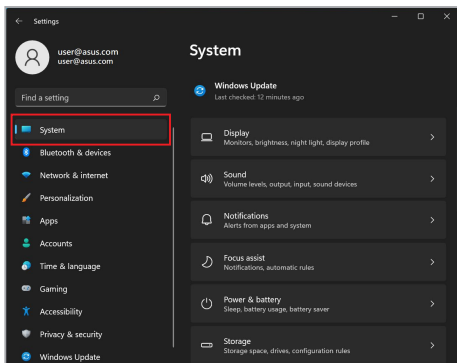 Settings
user@asus.com
user@asus.com
Find a setting
System
Bluetooth & devices
Network & internet
Personalization
Apps
Accounts
Time & language
Gaming
Accessibility
Privacy & security
Windows Update
System
Windows Update
Last checked: 12 minutes ago
Display
Monitors, brightness, night light, display profile
Sound
Volume levels, output, input, sound devices
Notifications
Alerts from apps and system
Focus assist
Notifications, automatic rules
Power & battery
Sleep, battery usage, battery saver
Storage
Storage space, drives, configuration rules